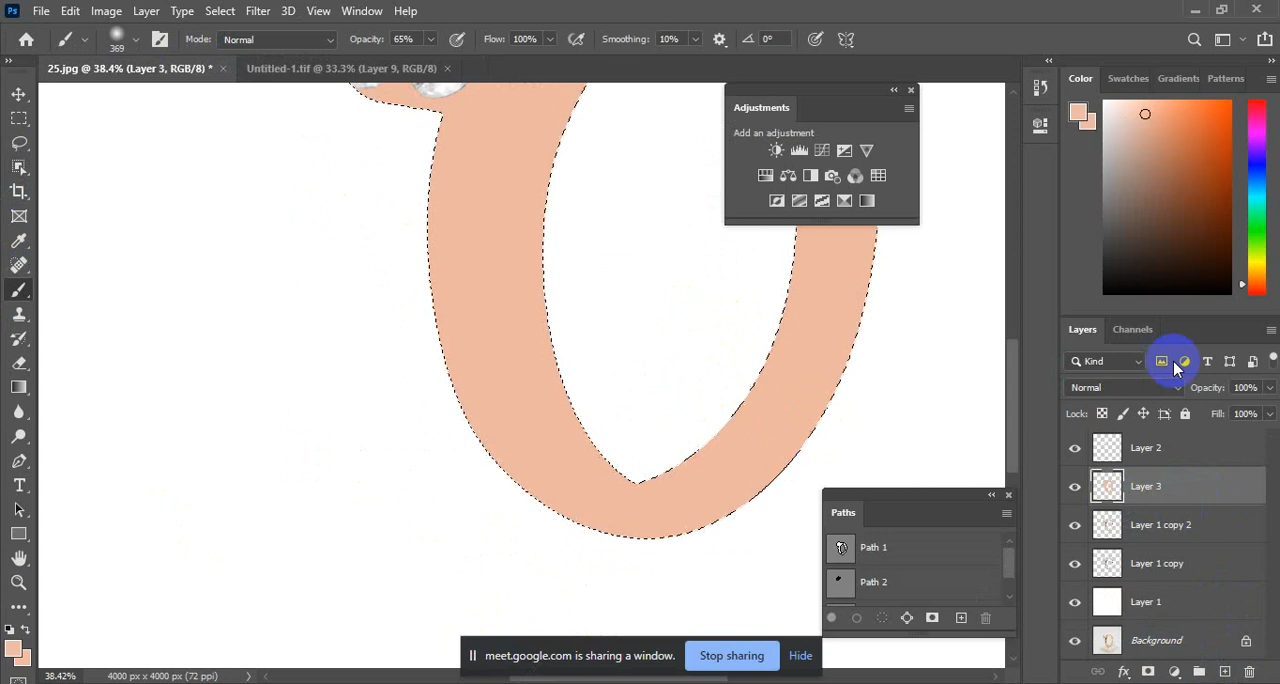 Ps File Edit Image Layer Type Select Filter 3D View Window Help
369 Mode: Normal Opacity: 65% Flow: 100% Smoothing: 10% 0°
25.jpg @ 38.4% (Layer 3, RGB/8) * × Untitled-1.tif @ 33.3% (Layer 9, RGB/8) ×
Color Swatches Gradients Patterns
Adjustments
Add an adjustment
Layers Channels
Kind
Normal Opacity: 100%
Lock: Fill: 100%
Layer 2
Layer 3
Layer 1 copy 2
Layer 1 copy
Layer 1
Background
Paths
Path 1
Path 2
meet.google.com is sharing a window. Stop sharing Hide
38.42% 4000 px x 4000 px (72 ppi)
fx